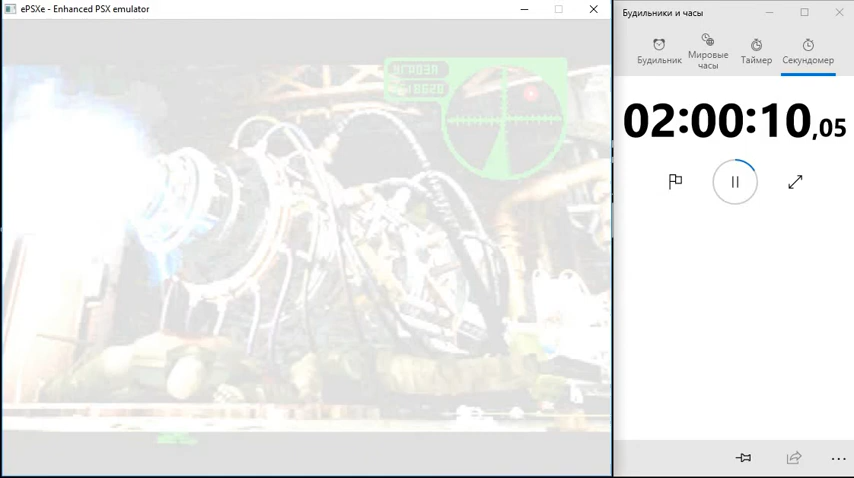 ePSXe - Enhanced PSX emulator
Будильники и часы
Будильник
Мировые
часы
Таймер
Секундомер
02:00:10,05